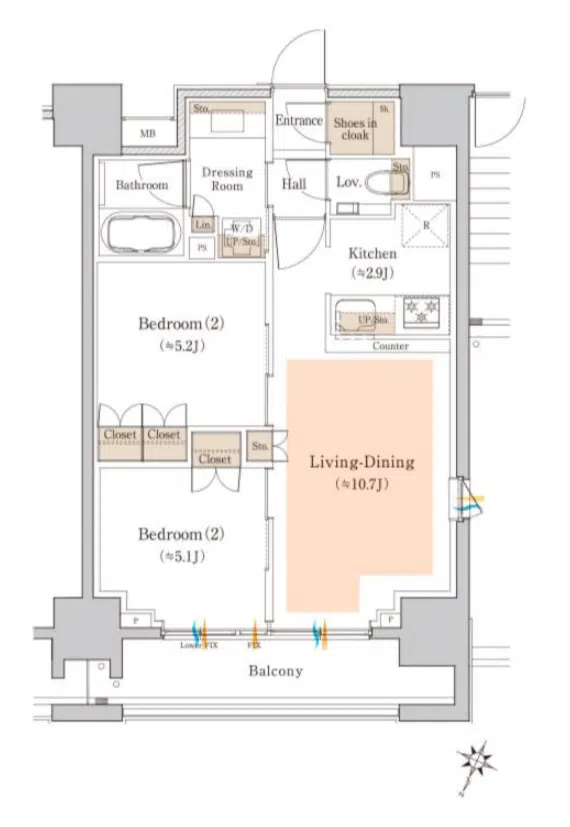 Sto.
Sh.
Entrance
Shoes in
cloak
MB
Bathroom
Dressing
Room
Hall
Lov.
Sto.
PS
Lin.
W/D
UP/Sto.
PS
R
Kitchen
(≒2.9J)
UP/Sto.
Counter
Bedroom(2)
(≒5.2J)
Closet
Closet
Closet
Sto.
Living-Dining
(≒10.7J)
Bedroom(2)
(≒5.1J)
P
P
Lower FIX
FIX
Balcony
N